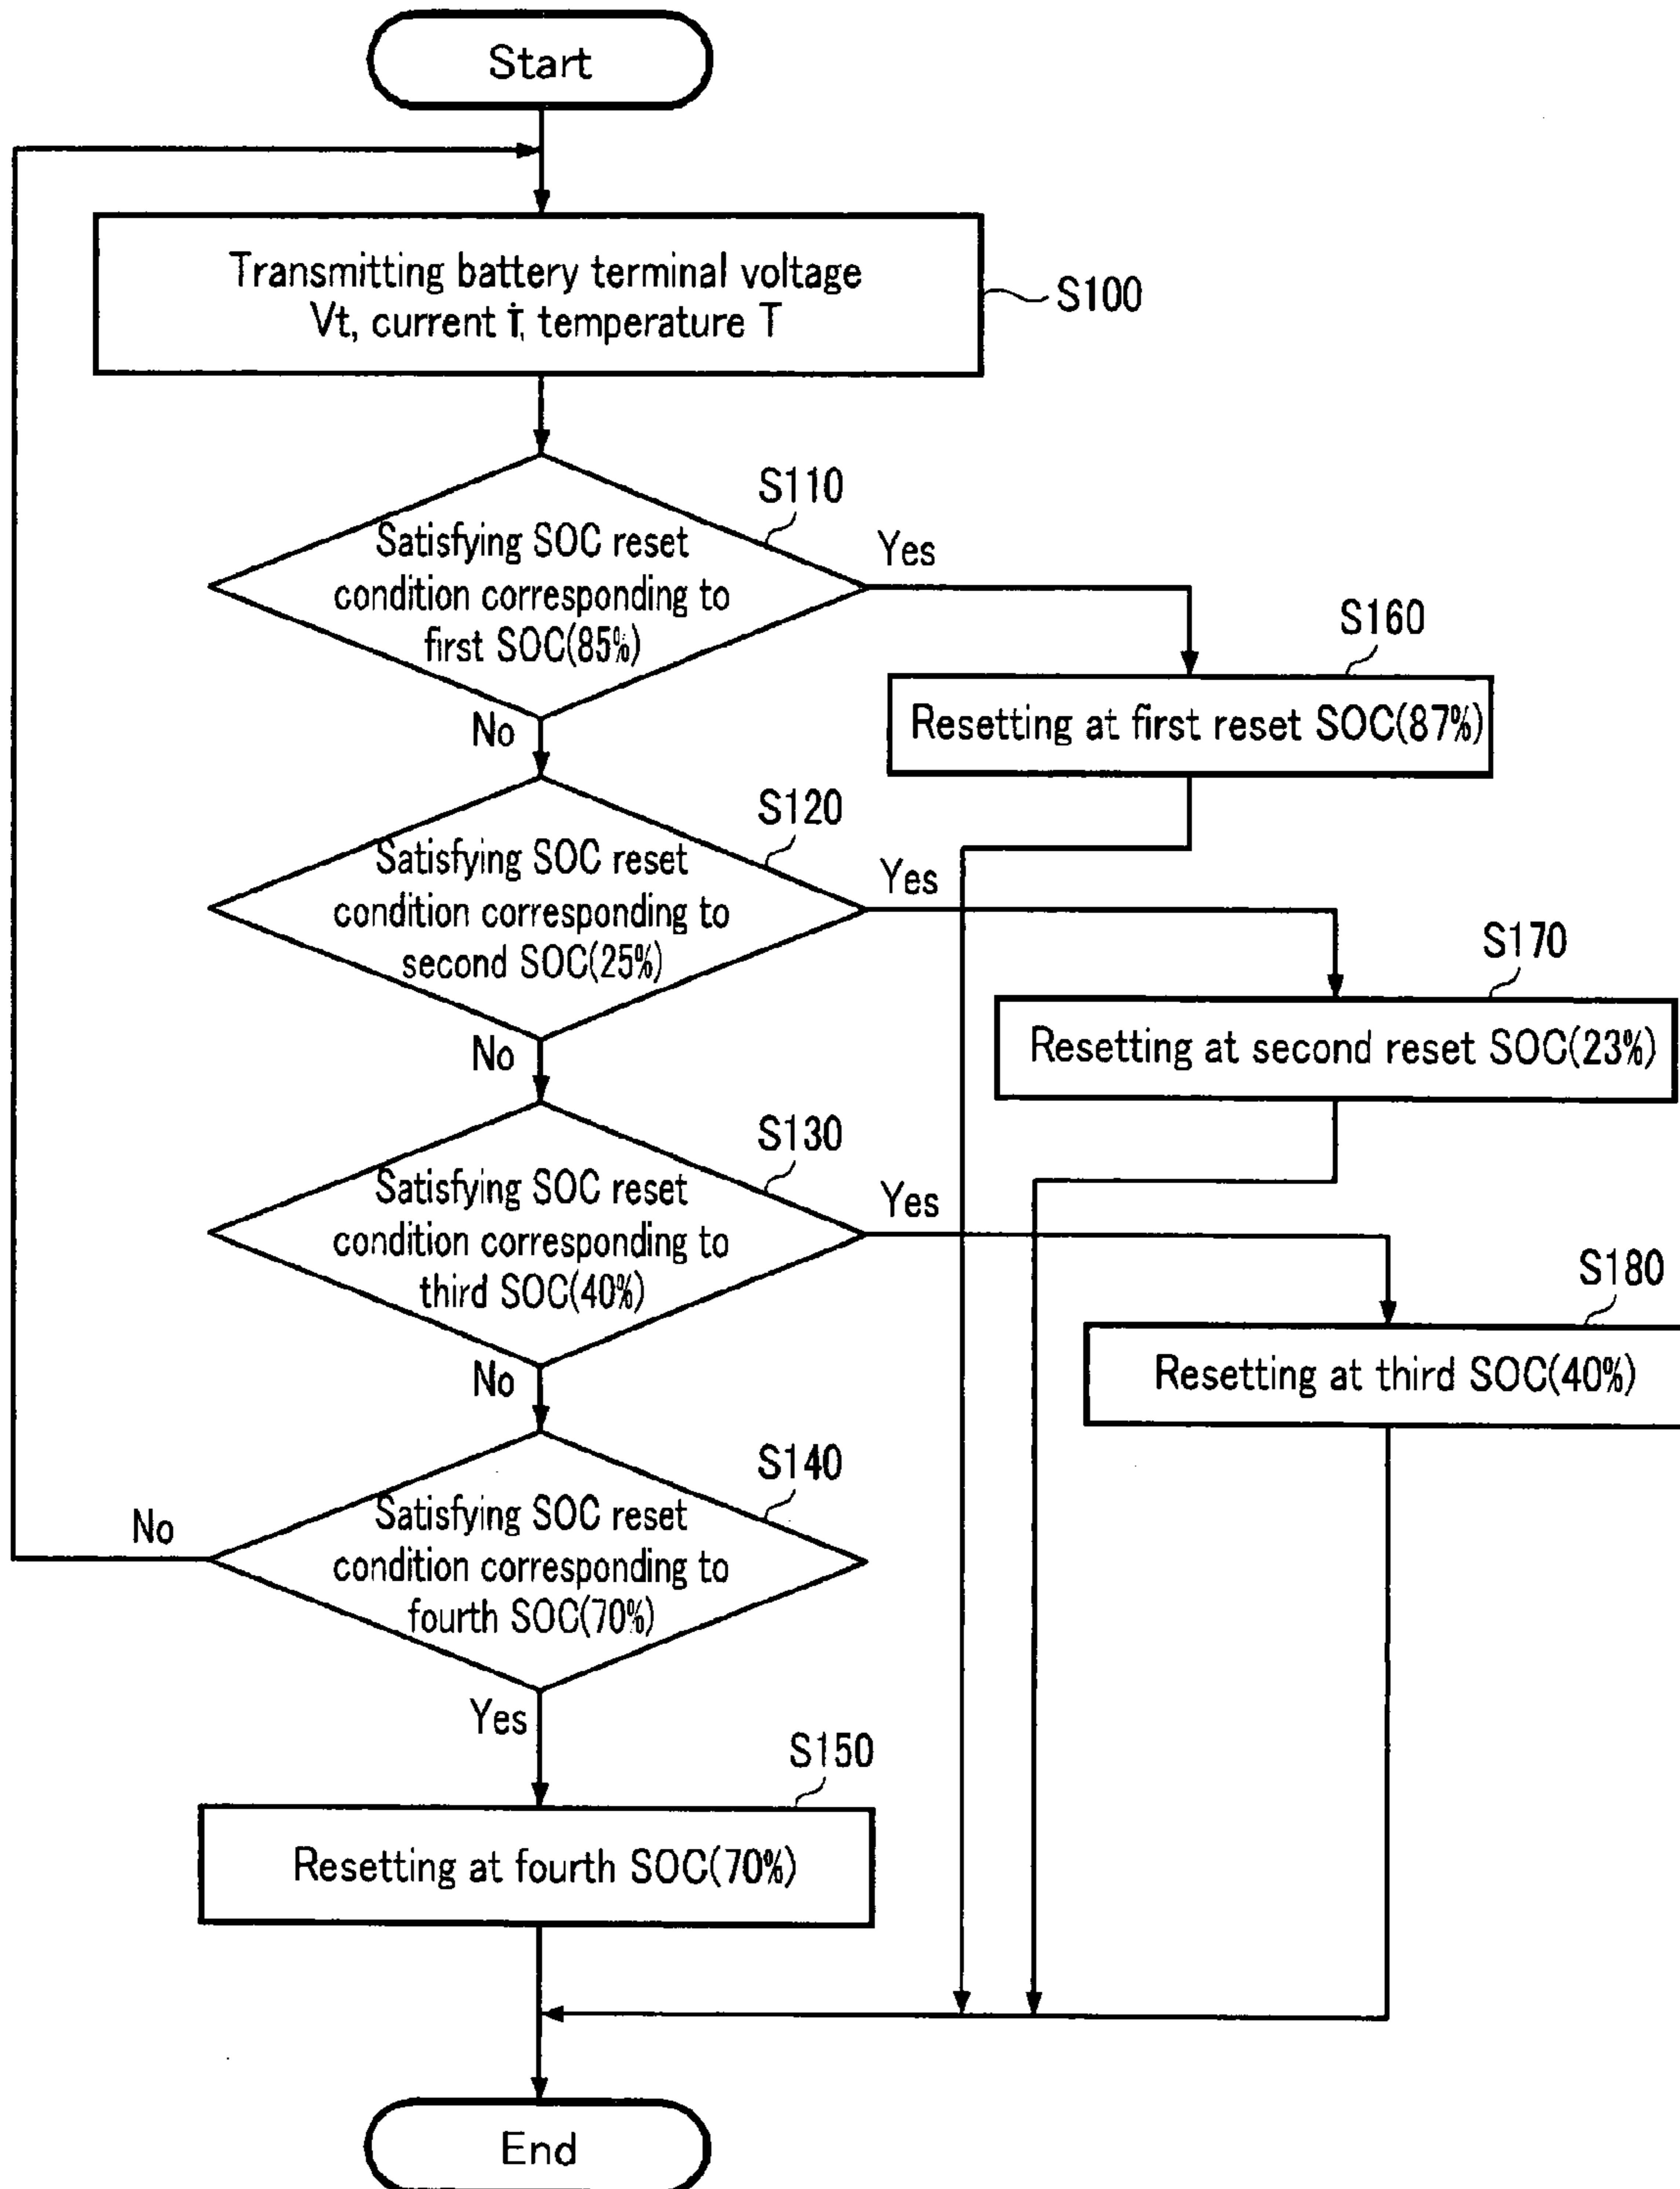 Start
Transmitting battery terminal voltage
Vt, current i, temperature T
S100
S110
Satisfying SOC reset
condition corresponding to
first SOC(85%)
Yes
No
S160
Resetting at first reset SOC(87%)
S120
Satisfying SOC reset
condition corresponding to
second SOC(25%)
Yes
No
S170
Resetting at second reset SOC(23%)
S130
Satisfying SOC reset
condition corresponding to
third SOC(40%)
Yes
No
S180
Resetting at third SOC(40%)
S140
Satisfying SOC reset
condition corresponding to
fourth SOC(70%)
No
Yes
S150
Resetting at fourth SOC(70%)
End